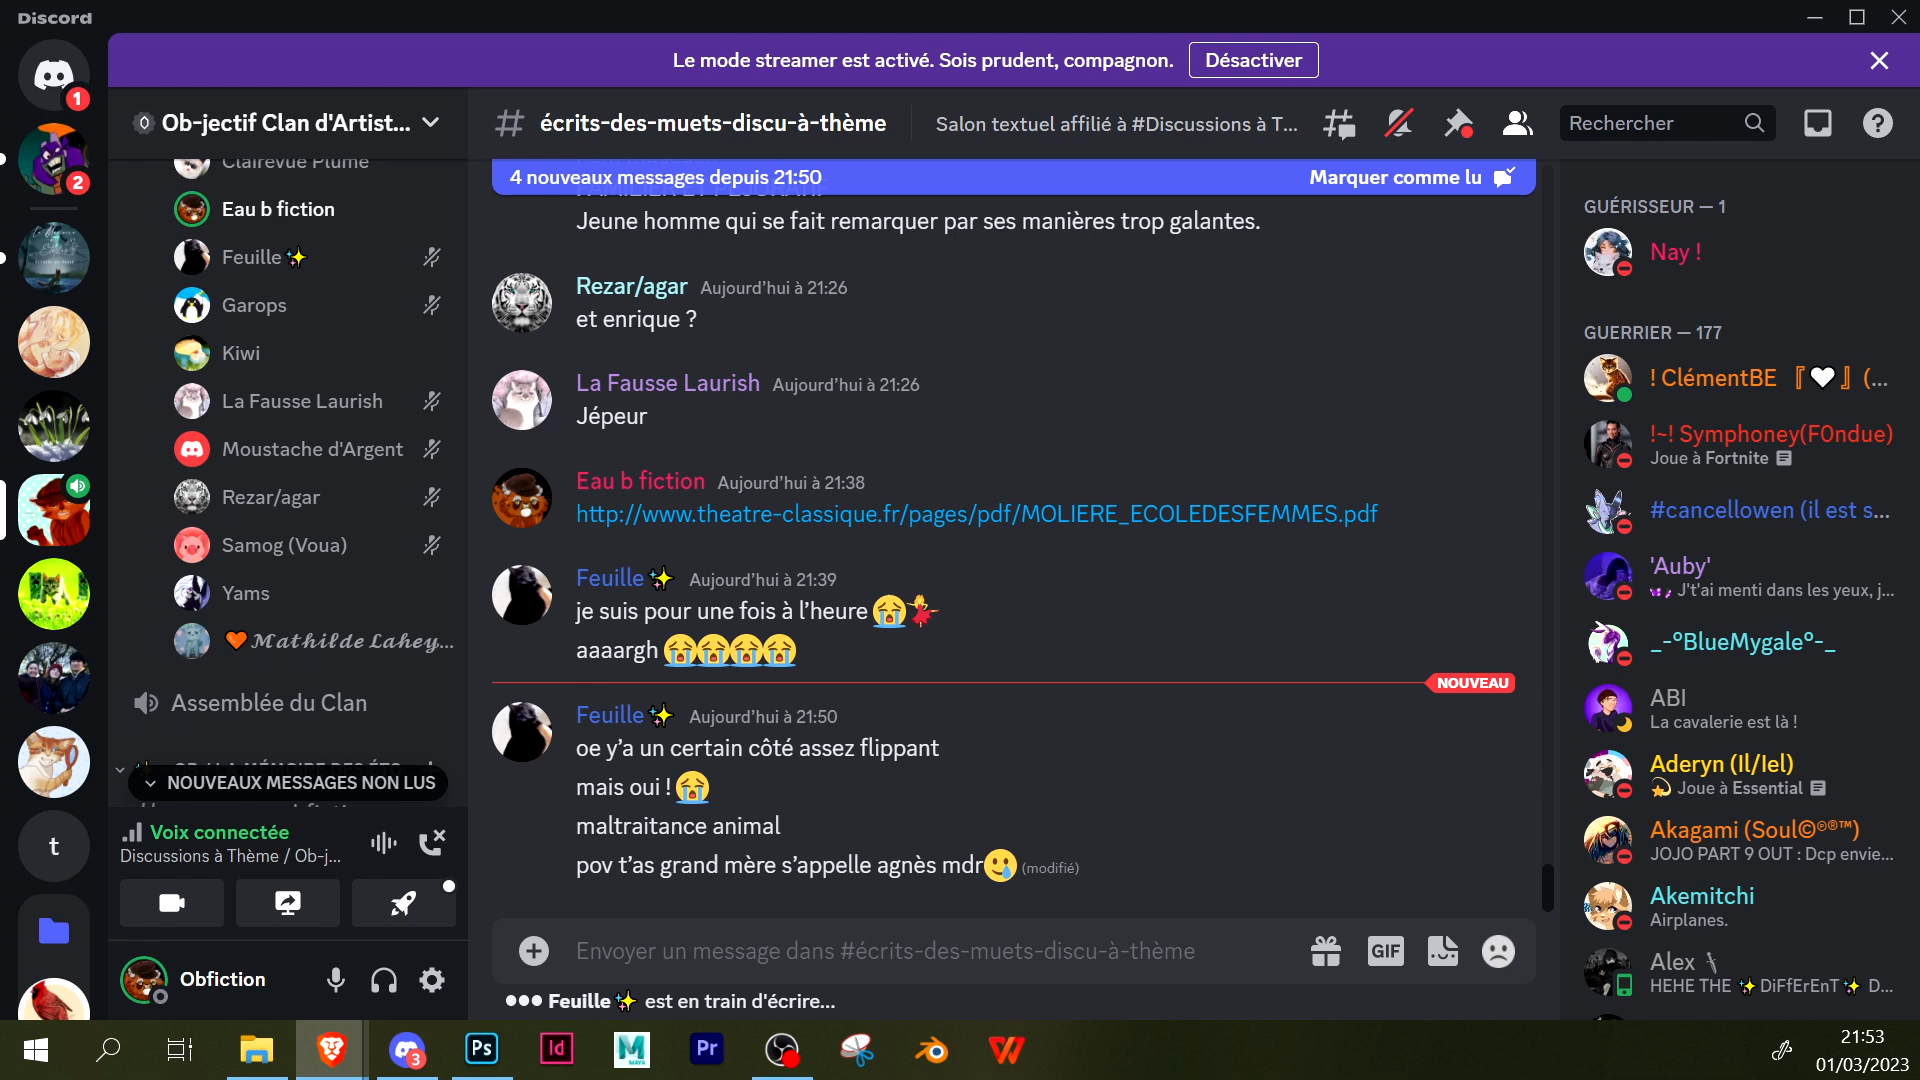 Discord
Le mode streamer est activé. Sois prudent, compagnon.
Désactiver
1
2
t
Ob-jectif Clan d'Artist...
Clairevue Plume
Eau b fiction
Feuille✨
Garops
Kiwi
La Fausse Laurish
Moustache d'Argent
Rezar/agar
Samog (Voua)
Yams
🧡 𝓜𝓪𝓽𝓱𝓲𝓵𝓭𝓮 𝓛𝓪𝓱𝓮𝔂...
Assemblée du Clan
NOUVEAUX MESSAGES NON LUS
Voix connectée
Discussions à Thème / Ob-j...
Obfiction
écrits-des-muets-discu-à-thème
Salon textuel affilié à #Discussions à T...
Rechercher
4 nouveaux messages depuis 21:50
Marquer comme lu
Jeune homme qui se fait remarquer par ses manières trop galantes.
Rezar/agar Aujourd’hui à 21:26
et enrique ?
La Fausse Laurish Aujourd’hui à 21:26
Jépeur
Eau b fiction Aujourd’hui à 21:38
http://www.theatre-classique.fr/pages/pdf/MOLIERE_ECOLEDESFEMMES.pdf
Feuille✨ Aujourd’hui à 21:39
je suis pour une fois à l’heure 😭💃
aaaargh 😭😭😭😭
NOUVEAU
Feuille✨ Aujourd’hui à 21:50
oe y’a un certain côté assez flippant
mais oui ! 😭
maltraitance animal
pov t’as grand mère s’appelle agnès mdr🥲 (modifié)
Envoyer un message dans #écrits-des-muets-discu-à-thème
GIF
Feuille✨ est en train d'écrire...
GUÉRISSEUR — 1
Nay !
GUERRIER — 177
! ClémentBE 『🤍』 (...
!~! Symphoney(F0ndue)
Joue à Fortnite
#cancellowen (il est s...
'Auby'
J't'ai menti dans les yeux, j...
_-°BlueMygale°-_
ABI
La cavalerie est là !
Aderyn (Il/Iel)
💫 Joue à Essential
Akagami (Soul©℗®™)
JOJO PART 9 OUT : Dcp envie...
Akemitchi
Airplanes.
Alex
HEHE THE ✨DiFfErEnT✨ D...
3
Ps
Id
M
MAYA
Pr
21:53
01/03/2023